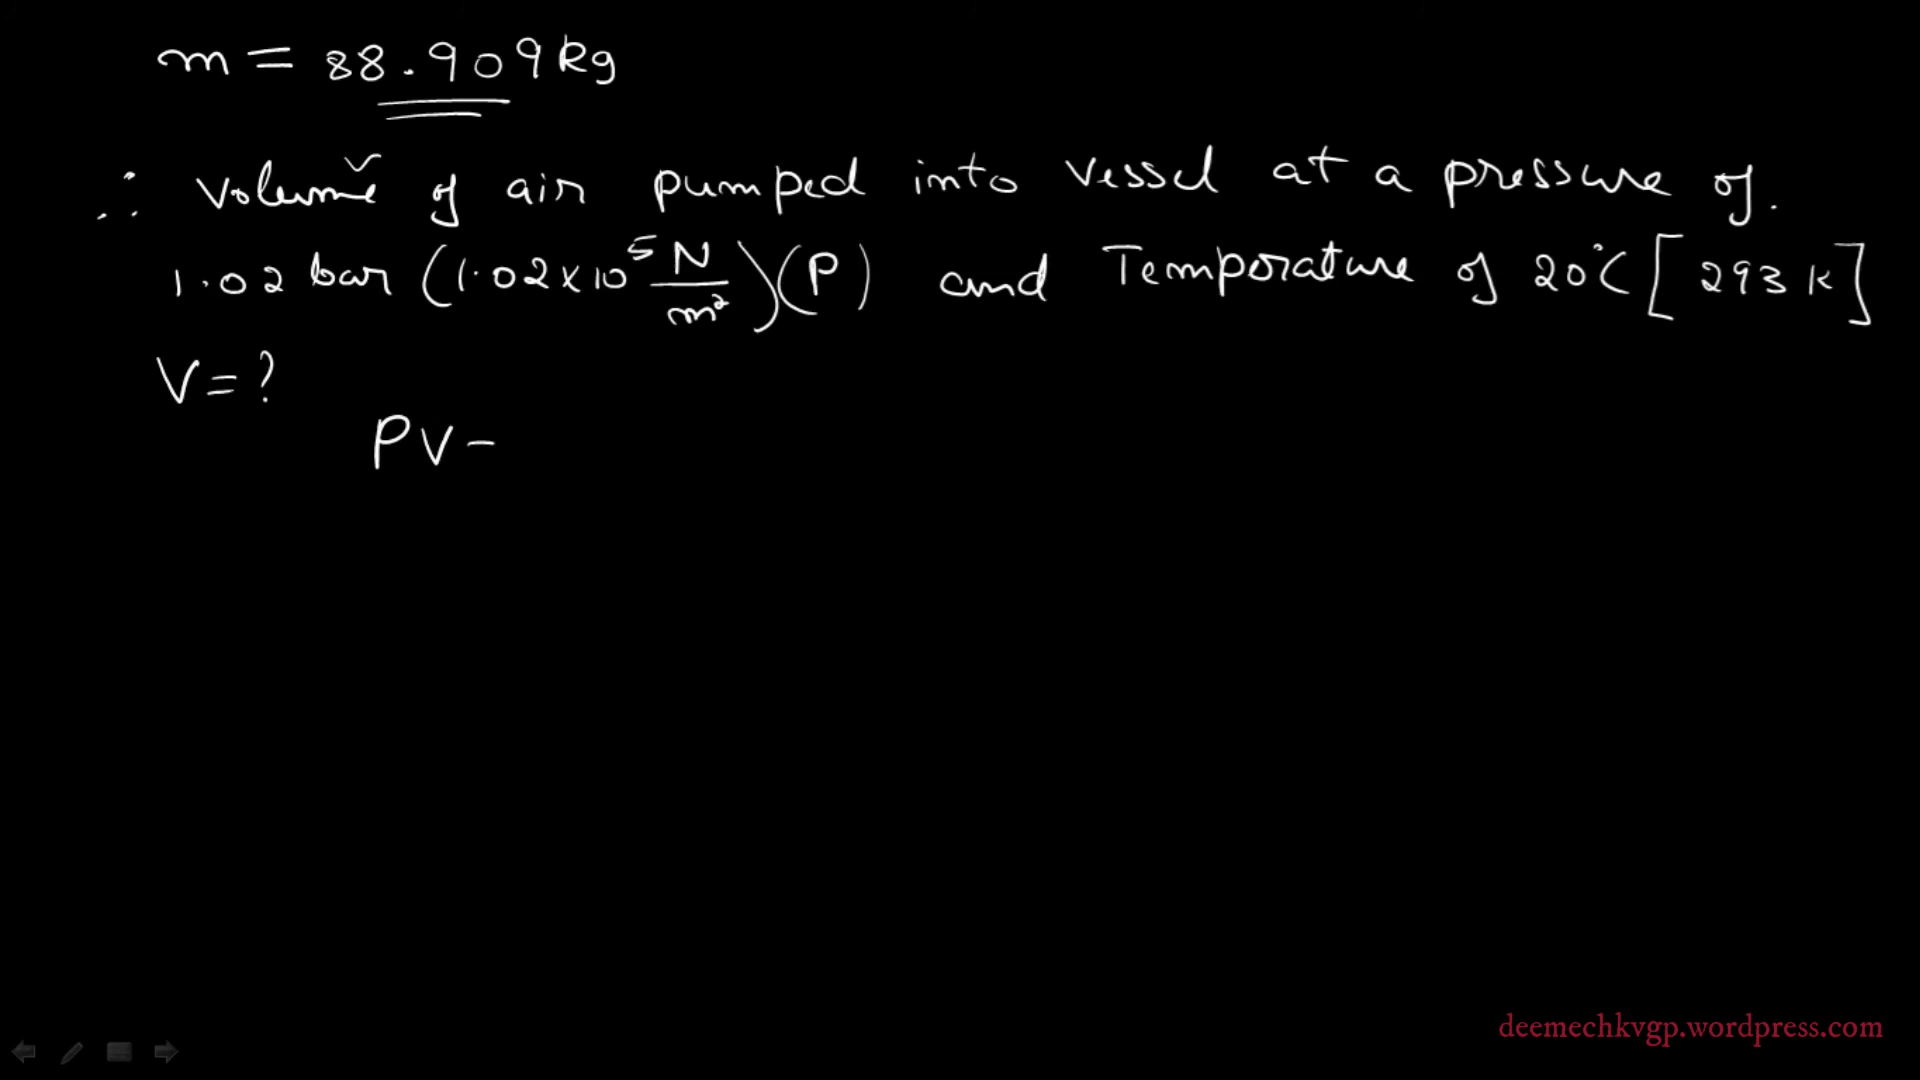 m = 88.909 kg
∴ Volume of air pumped into vessel at a pressure of.
1.02 bar (1.02 x 10⁵ N/m²)(P) and Temperature of 20°C [293 K]
V = ?
PV -
deemechkvgp.wordpress.com